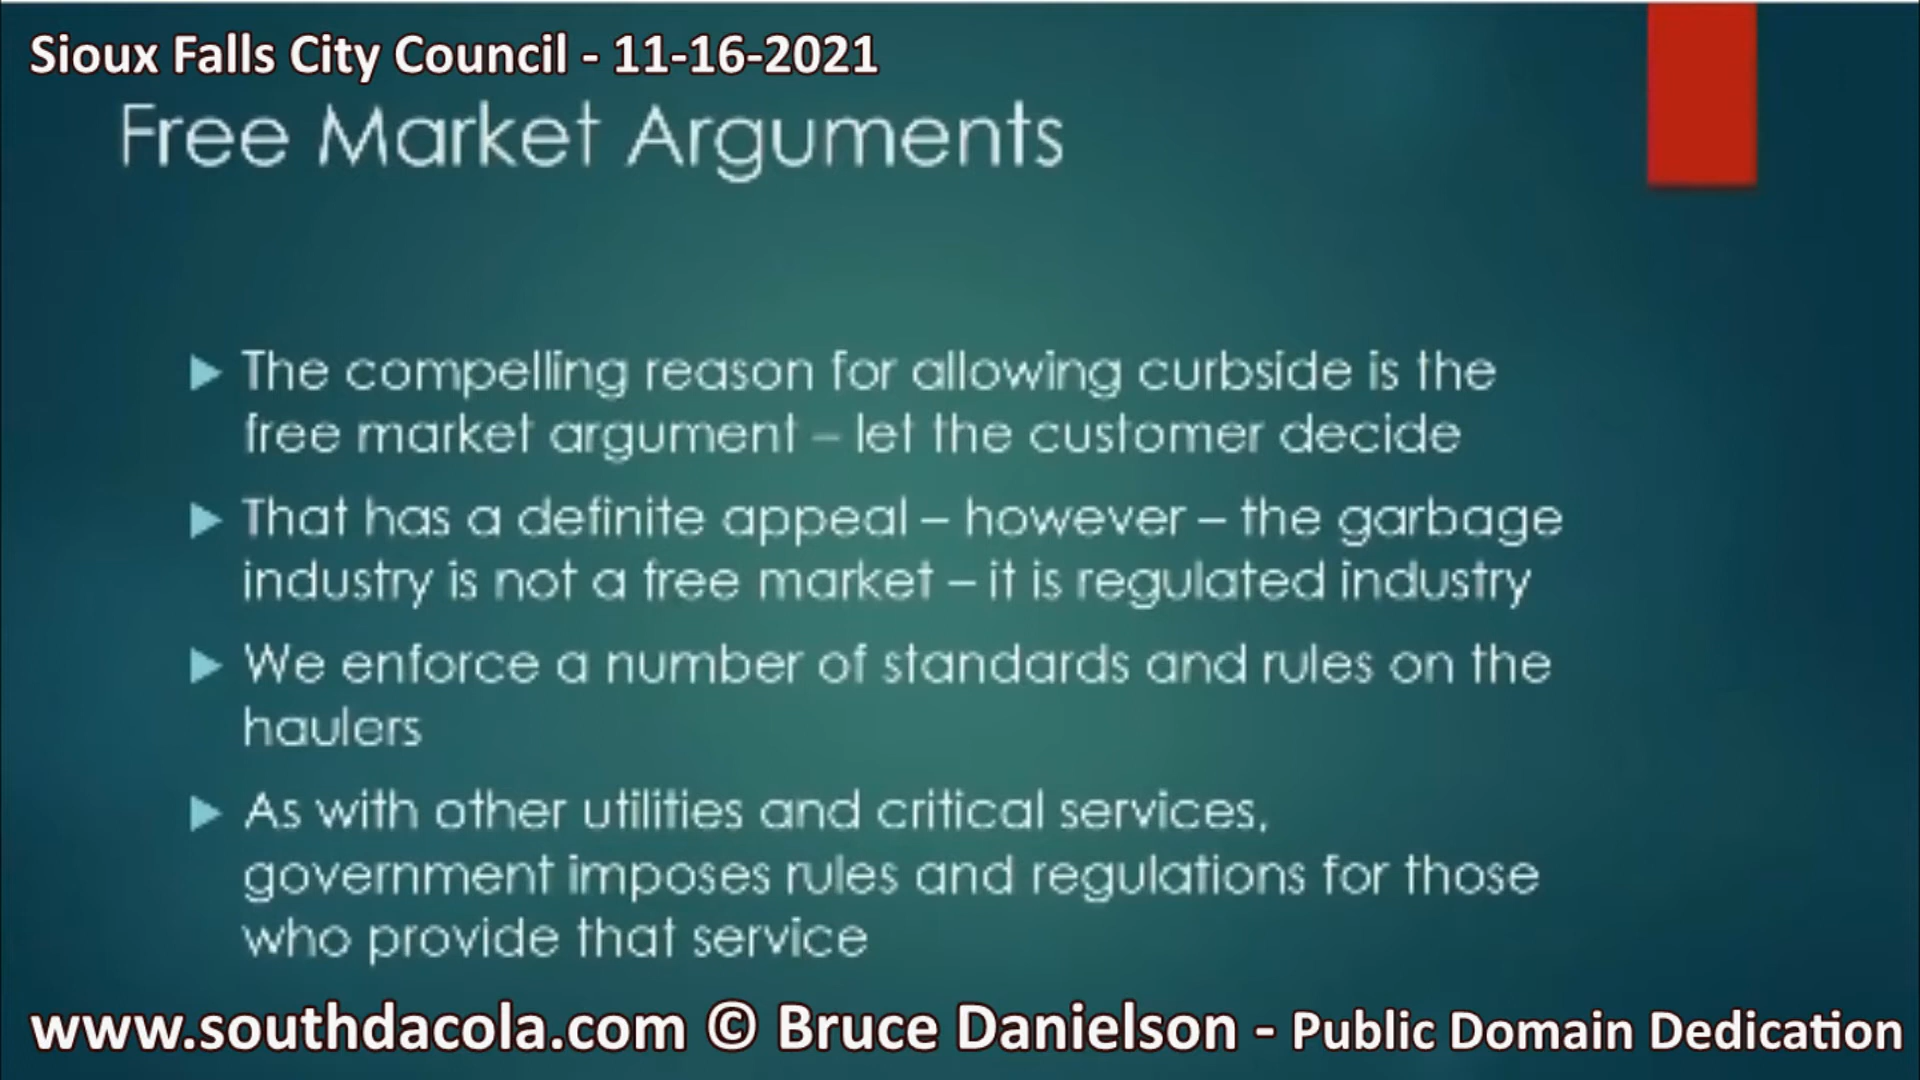 Sioux Falls City Council - 11-16-2021
Free Market Arguments
The compelling reason for allowing curbside is the
free market argument – let the customer decide
That has a definite appeal – however – the garbage
industry is not a free market – it is regulated industry
We enforce a number of standards and rules on the
haulers
As with other utilities and critical services,
government imposes rules and regulations for those
who provide that service
www.southdacola.com © Bruce Danielson - Public Domain Dedication